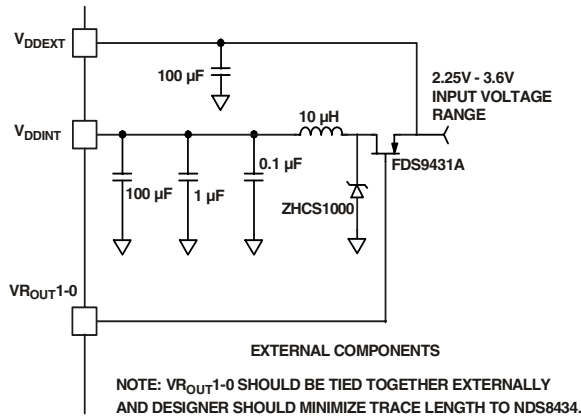 VDDEXT
100 µF
2.25V - 3.6V
INPUT VOLTAGE
RANGE
10 µH
VDDINT
FDS9431A
0.1 µF
100 µF
1 µF
ZHCS1000
VROUT1-0
EXTERNAL COMPONENTS
NOTE: VROUT1-0 SHOULD BE TIED TOGETHER EXTERNALLY
AND DESIGNER SHOULD MINIMIZE TRACE LENGTH TO NDS8434.